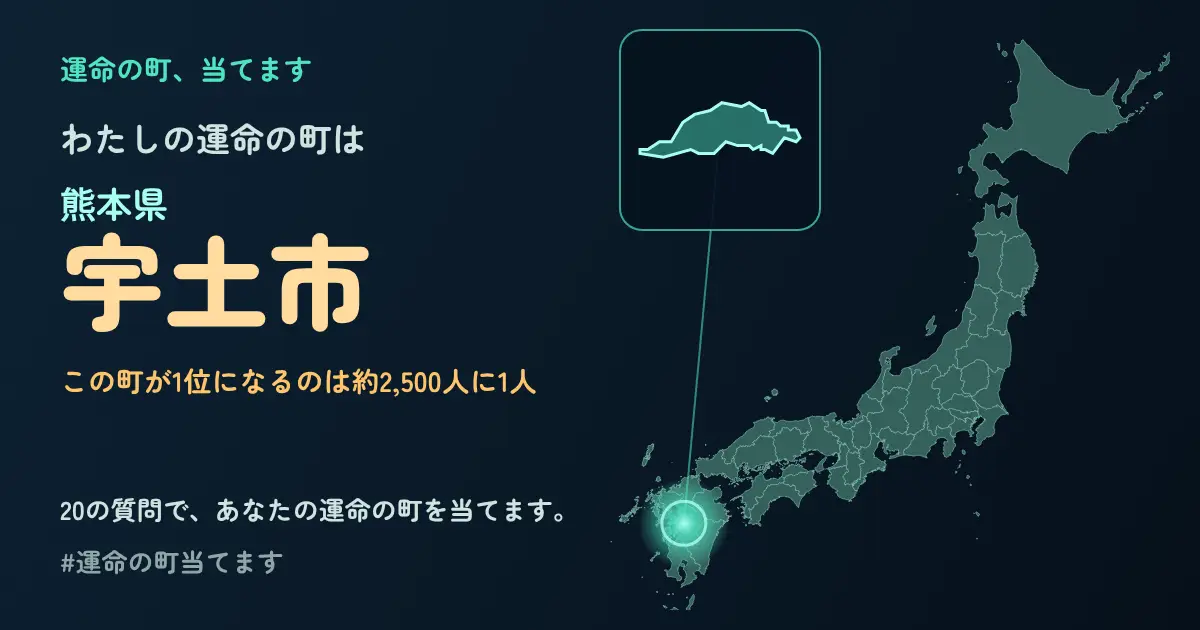 運命の町、当てます
わたしの運命の町は
熊本県
宇土市
この町が1位になるのは約2,500人に1人
20の質問で、あなたの運命の町を当てます。
#運命の町当てます